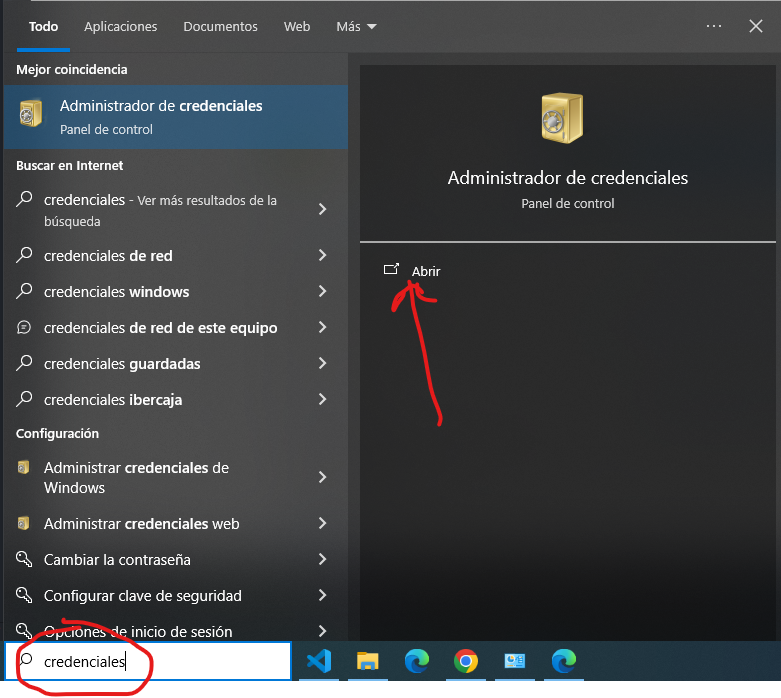 Todo Aplicaciones Documentos Web Más
Mejor coincidencia
Administrador de credenciales
Panel de control
Buscar en Internet
credenciales - Ver más resultados de la
búsqueda
credenciales de red
credenciales windows
credenciales de red de este equipo
credenciales guardadas
credenciales ibercaja
Configuración
Administrar credenciales de
Windows
Administrar credenciales web
Cambiar la contraseña
Configurar clave de seguridad
Opciones de inicio de sesión
credenciales
Administrador de credenciales
Panel de control
Abrir